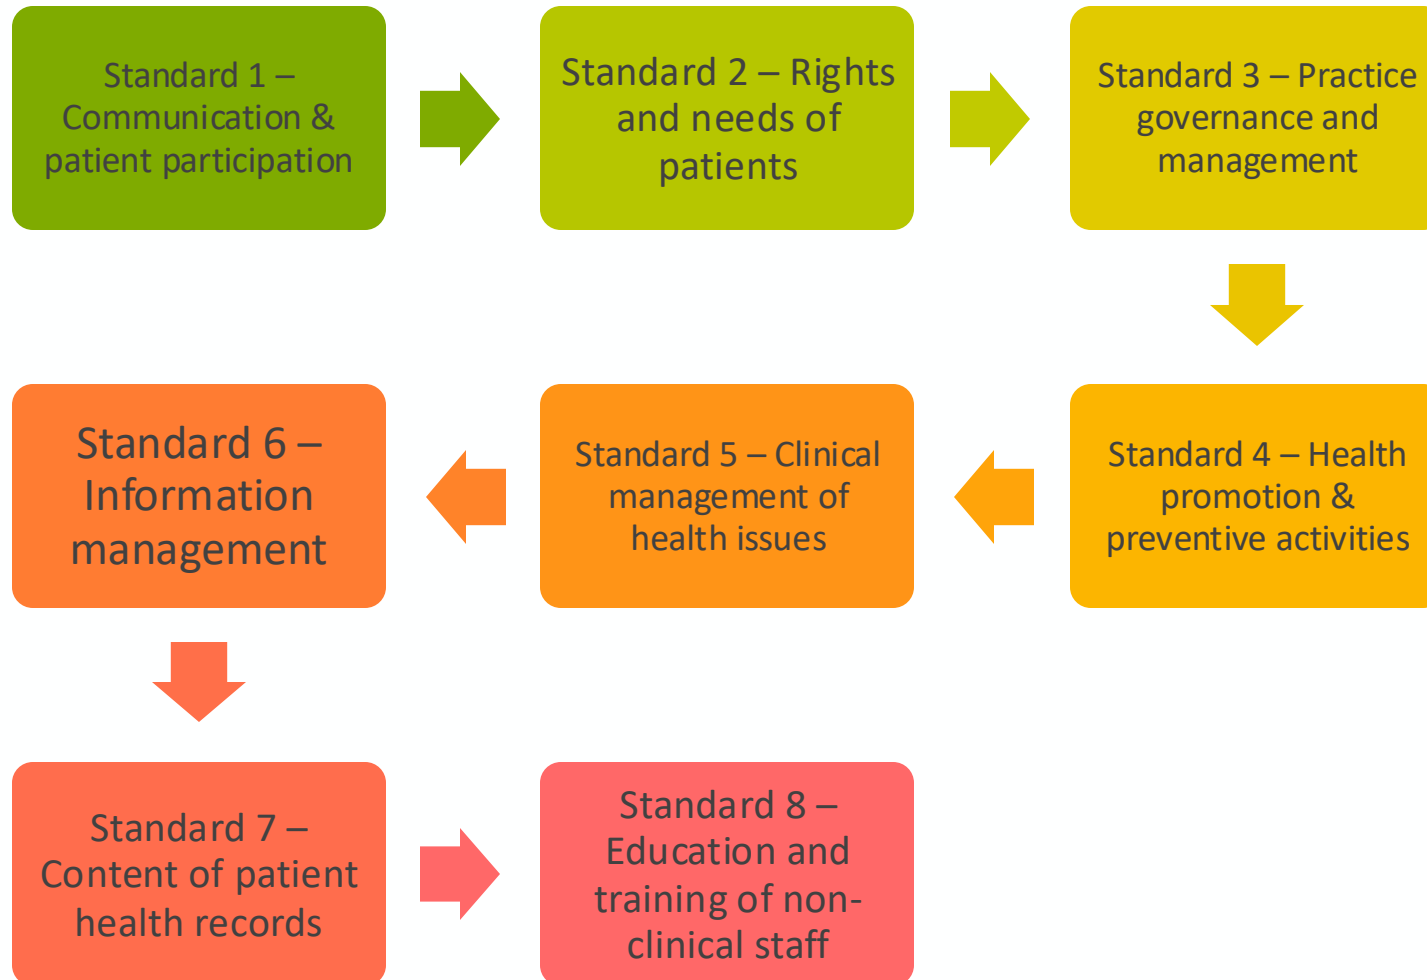 Standard 1 –
Communication &
patient participation
Standard 2 – Rights
and needs of
patients
Standard 3 – Practice
governance and
management
Standard 4 – Health
promotion &
preventive activities
Standard 5 – Clinical
management of
health issues
Standard 6 –
Information
management
Standard 7 –
Content of patient
health records
Standard 8 –
Education and
training of non-
clinical staff